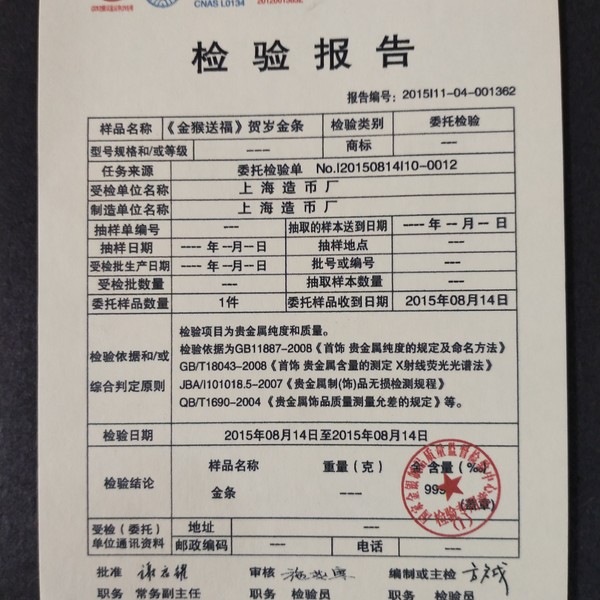 CNAS L0134
检验报告
报告编号：2015I11-04-001362
样品名称 《金猴送福》贺岁金条 检验类别 委托检验
型号规格和/或等级 --- 商标 ---
任务来源 委托检验单 No.I20150814I10-0012
受检单位名称 上海造币厂
制造单位名称 上海造币厂
抽样单编号 --- 抽取的样本送到日期 ---- 年 -- 月 -- 日
抽样日期 ---- 年 --月--日 抽样地点 ---
受检批生产日期 ---- 年 --月--日 批号或编号 ---
受检批数量 --- 抽取样本数量 ---
委托样品数量 1件 委托样品收到日期 2015年08月14日
检验依据和/或
综合判定原则
检验项目为贵金属纯度和质量。
检验依据为GB11887-2008《首饰 贵金属纯度的规定及命名方法》
GB/T18043-2008《首饰 贵金属含量的测定 X射线荧光光谱法》
JBA/I101018.5-2007《贵金属制(饰)品无损检测规程》
QB/T1690-2004 《贵金属饰品质量测量允差的规定》等。
检验日期 2015年08月14日至2015年08月14日
检验结论
样品名称 重量（克） 金 含量（‰）
金条 --- 999
（盖章）
受检（委托）
单位通讯资料
地址 ---
邮政编码 --- 电话 ---
批准 审核 编制或主检
职务 常务副主任 职务 检验员 职务 检验员